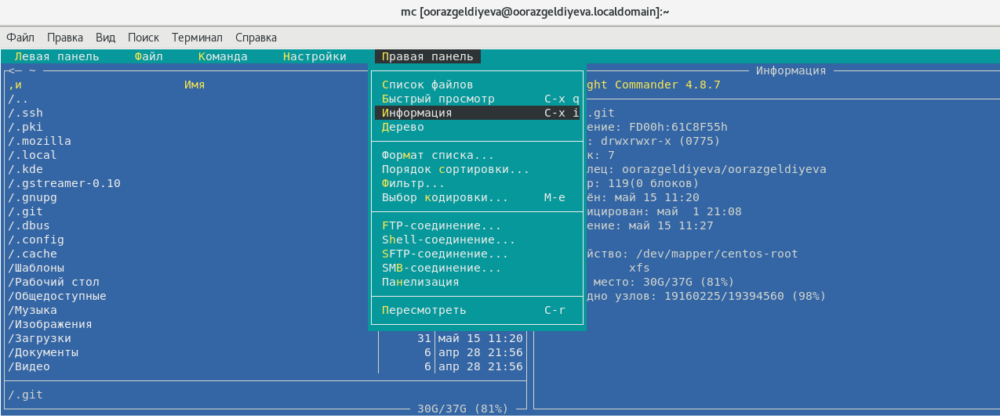 mc [oorazgeldiyeva@oorazgeldiyeva.localdomain]:~
Файл Правка Вид Поиск Терминал Справка
Левая панель Файл Команда Настройки Правая панель
<─ ~
,и Имя
/..
/.ssh
/.pki
/.mozilla
/.local
/.kde
/.gstreamer-0.10
/.gnupg
/.git
/.dbus
/.config
/.cache
/Шаблоны
/Рабочий стол
/Общедоступные
/Музыка
/Изображения
/Загрузки 31 май 15 11:20
/Документы 6 апр 28 21:56
/Видео 6 апр 28 21:56
/.git
30G/37G (81%)
Список файлов
Быстрый просмотр C-x q
Информация C-x i
Дерево
Формат списка...
Порядок сортировки...
Фильтр...
Выбор кодировки... M-e
FTP-соединение...
Shell-соединение...
SFTP-соединение...
SMB-соединение...
Панелизация
Пересмотреть C-r
Информация
ght Commander 4.8.7
.git
ение: FD00h:61C8F55h
: drwxrwxr-x (0775)
к: 7
лец: oorazgeldiyeva/oorazgeldiyeva
р: 119(0 блоков)
ён: май 15 11:20
ицирован: май 1 21:08
ение: май 15 11:27
йство: /dev/mapper/centos-root
xfs
место: 30G/37G (81%)
дно узлов: 19160225/19394560 (98%)